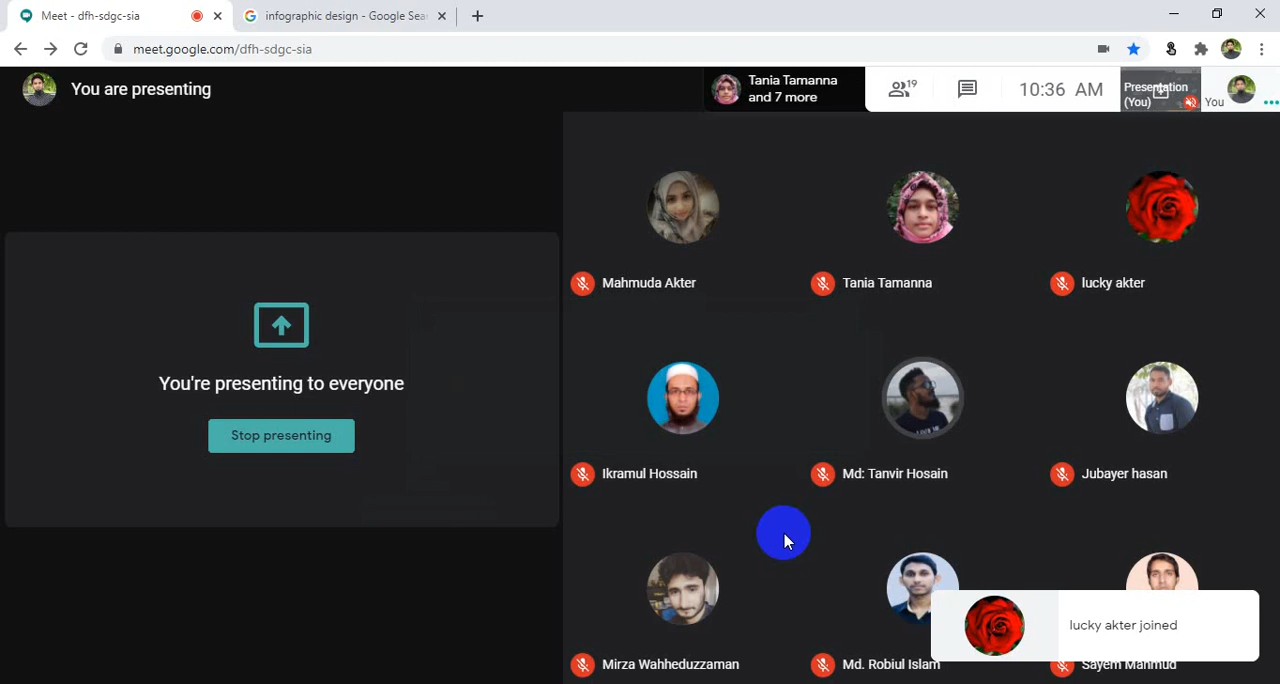 Meet - dfh-sdgc-sia
infographic design - Google Sear
meet.google.com/dfh-sdgc-sia
You are presenting
Tania Tamanna
and 7 more
19
10:36 AM
Presentation
(You)
You
Mahmuda Akter
Tania Tamanna
lucky akter
You're presenting to everyone
Stop presenting
Ikramul Hossain
Md: Tanvir Hosain
Jubayer hasan
lucky akter joined
Mirza Wahheduzzaman
Md. Robiul Islam
Sayem Mahmud